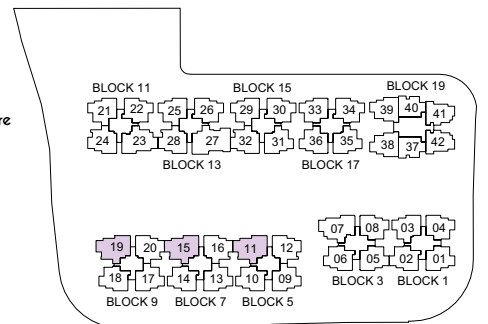 BLOCK 11 BLOCK 15 BLOCK 19
re
21 22 25 26 29 30 33 34 39 40 41
24 23 28 27 32 31 36 35 38 37 42
BLOCK 13 BLOCK 17
07 08 03 04
19 20 15 16 11 12
06 05 02 01
18 17 14 13 10 09
BLOCK 3 BLOCK 1
BLOCK 9 BLOCK 7 BLOCK 5